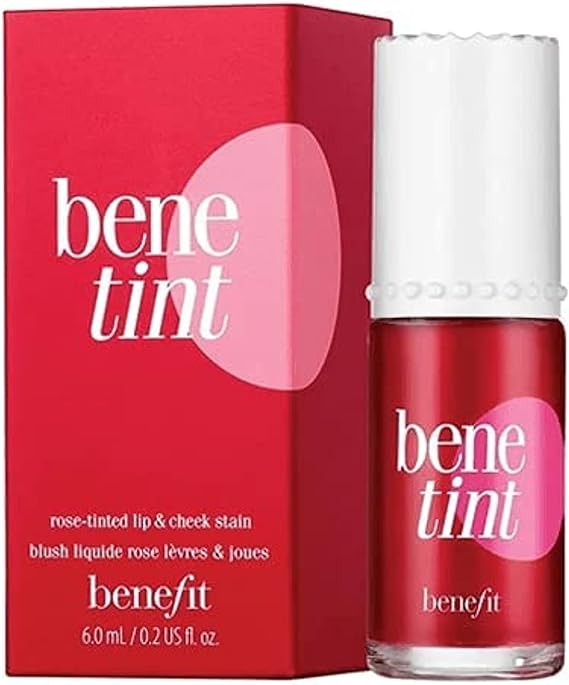 bene
tint
rose-tinted lip & cheek stain
blush liquide rose lèvres & joues
benefit
6.0 mL / 0.2 US fl. oz.
bene
tint
benefit